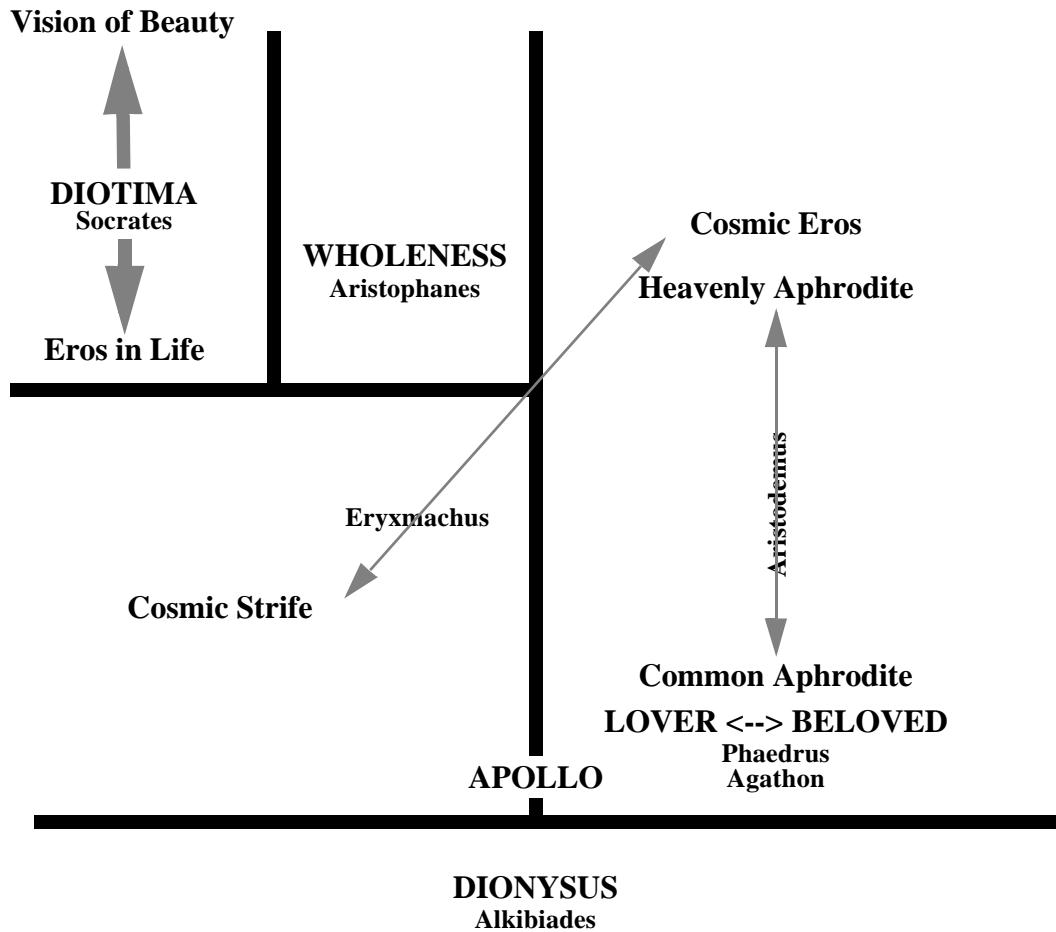 Vision of Beauty
DIOTIMA
Socrates
Eros in Life
WHOLENESS
Aristophanes
Cosmic Eros
Heavenly Aphrodite
Eryxmachus
Aristodemus
Cosmic Strife
Common Aphrodite
LOVER <--> BELOVED
Phaedrus
Agathon
APOLLO
DIONYSUS
Alkibiades